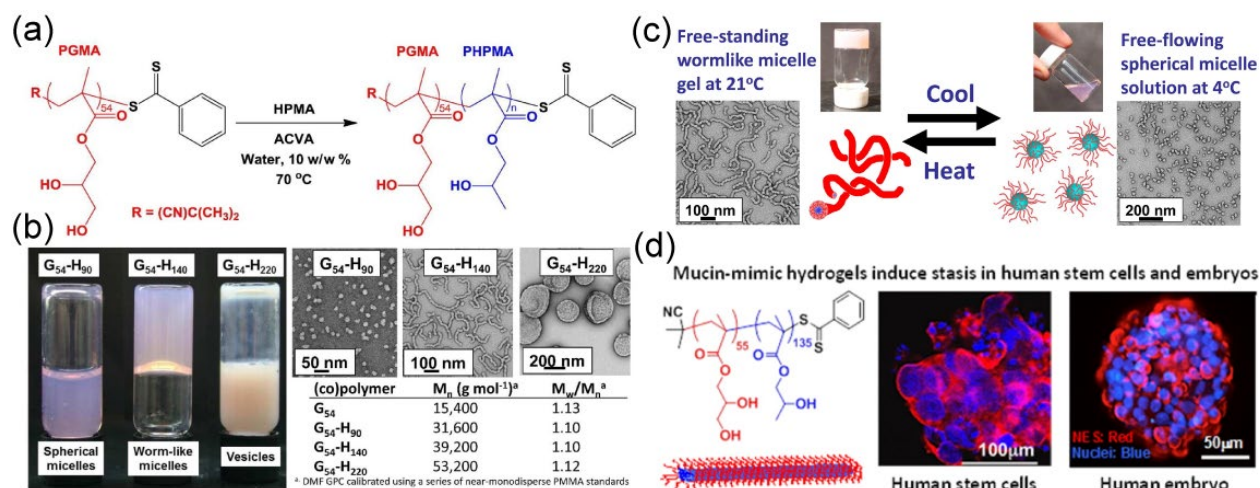 (a)
PGMA
PGMA
PHPMA
R
54
S
S
O
O
HO
HO
HPMA
ACVA
Water, 10 w/w %
70 °C
R
54
n
S
S
O
O
O
O
HO
HO
HO
R = (CN)C(CH3)2
(b)
G54-H90
G54-H140
G54-H220
Spherical
micelles
Worm-like
micelles
Vesicles
G54-H90
G54-H140
G54-H220
50 nm
100 nm
200 nm
(co)polymer Mn (g mol-1)a Mw/Mna
G54 15,400 1.13
G54-H90 31,600 1.10
G54-H140 39,200 1.10
G54-H220 53,200 1.12
a. DMF GPC calibrated using a series of near-monodisperse PMMA standards
(c)
Free-standing
wormlike micelle
gel at 21°C
100 nm
Cool
Heat
Free-flowing
spherical micelle
solution at 4°C
200 nm
(d)
Mucin-mimic hydrogels induce stasis in human stem cells and embryos
NC
55
135
S
S
O
O
O
O
OH
OH
HO
100μm
Human stem cells
NES: Red
Nuclei: Blue
50μm
Human embryo